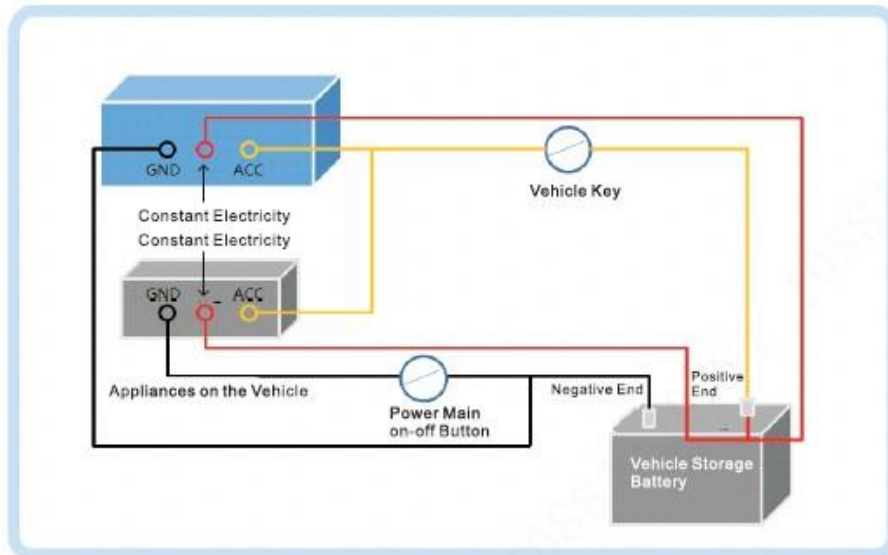 GND ACC
Vehicle Key
Constant Electricity
Constant Electricity
GND ACC
Appliances on the Vehicle
Power Main
on-off Button
Negative End
Positive
End
Vehicle Storage
Battery